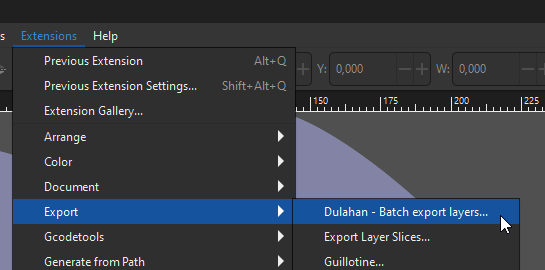 s Extensions Help
Previous Extension Alt+Q
Y: 0,000 W: 0,000
Previous Extension Settings... Shift+Alt+Q
150 200 225
Extension Gallery...
Arrange
Color
Document
Export
Dulahan - Batch export layers...
Gcodetools
Export Layer Slices...
Generate from Path
Guillotine...